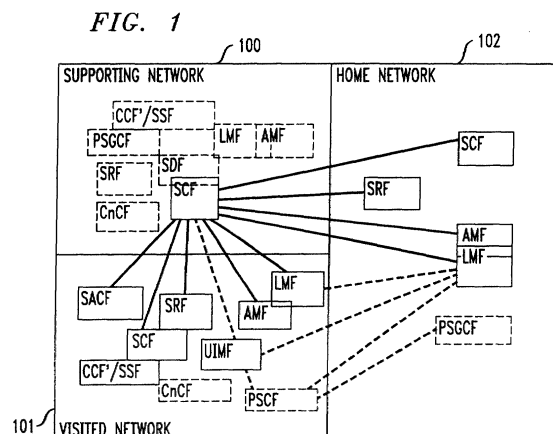 FIG. 1
100
102
SUPPORTING NETWORK
HOME NETWORK
CCF'/SSF
PSGCF
LMF
AMF
SCF
SRF
SDF
SCF
SRF
CnCF
AMF
LMF
LMF
SACF
SRF
AMF
PSGCF
SCF
UIMF
CCF'/SSF
CnCF
PSCF
101
VISITED NETWORK